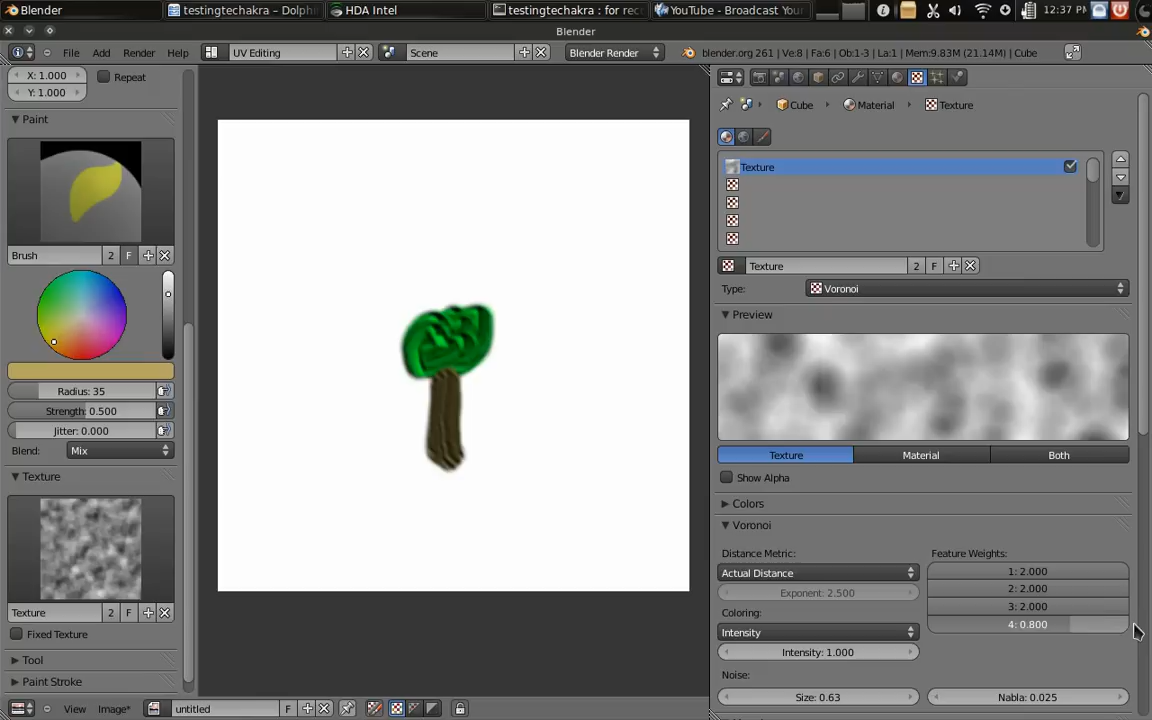 Blender
testingtechakra – Dolphi
HDA Intel
testingtechakra : for rec
YouTube - Broadcast You
12:37 PM
Blender
File Add Render Help
UV Editing
Scene
Blender Render
blender.org 261 | Ve:8 | Fa:6 | Ob:1-3 | La:1 | Mem:9.83M (21.14M) | Cube
X: 1.000
Repeat
Y: 1.000
Paint
Cube
Material
Texture
Texture
Brush
2
F
Texture
2
F
Type:
Voronoi
Preview
Radius: 35
Strength: 0.500
Jitter: 0.000
Blend:
Mix
Texture
Texture
Material
Both
Show Alpha
Colors
Voronoi
Distance Metric:
Feature Weights:
Actual Distance
1: 2.000
Exponent: 2.500
2: 2.000
Coloring:
3: 2.000
Intensity
4: 0.800
Intensity: 1.000
Texture
2
F
Fixed Texture
Tool
Paint Stroke
Noise:
Size: 0.63
Nabla: 0.025
View
Image*
untitled
F